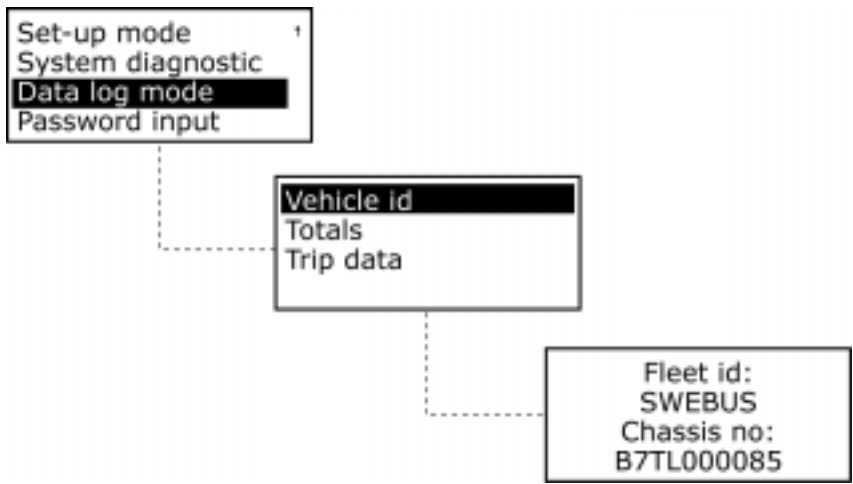 Set-up mode ↑
System diagnostic
Data log mode
Password input
Vehicle id
Totals
Trip data
Fleet id:
SWEBUS
Chassis no:
B7TL000085